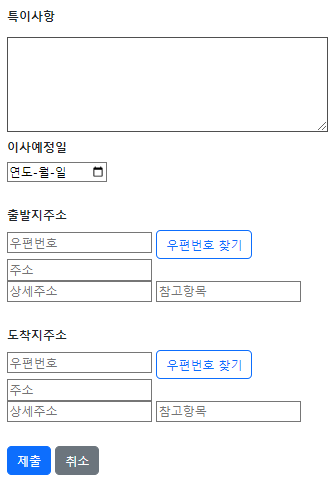 특이사항
이사예정일
연도-월-일
출발지주소
우편번호 우편번호 찾기
주소
상세주소 참고항목
도착지주소
우편번호 우편번호 찾기
주소
상세주소 참고항목
제출 취소